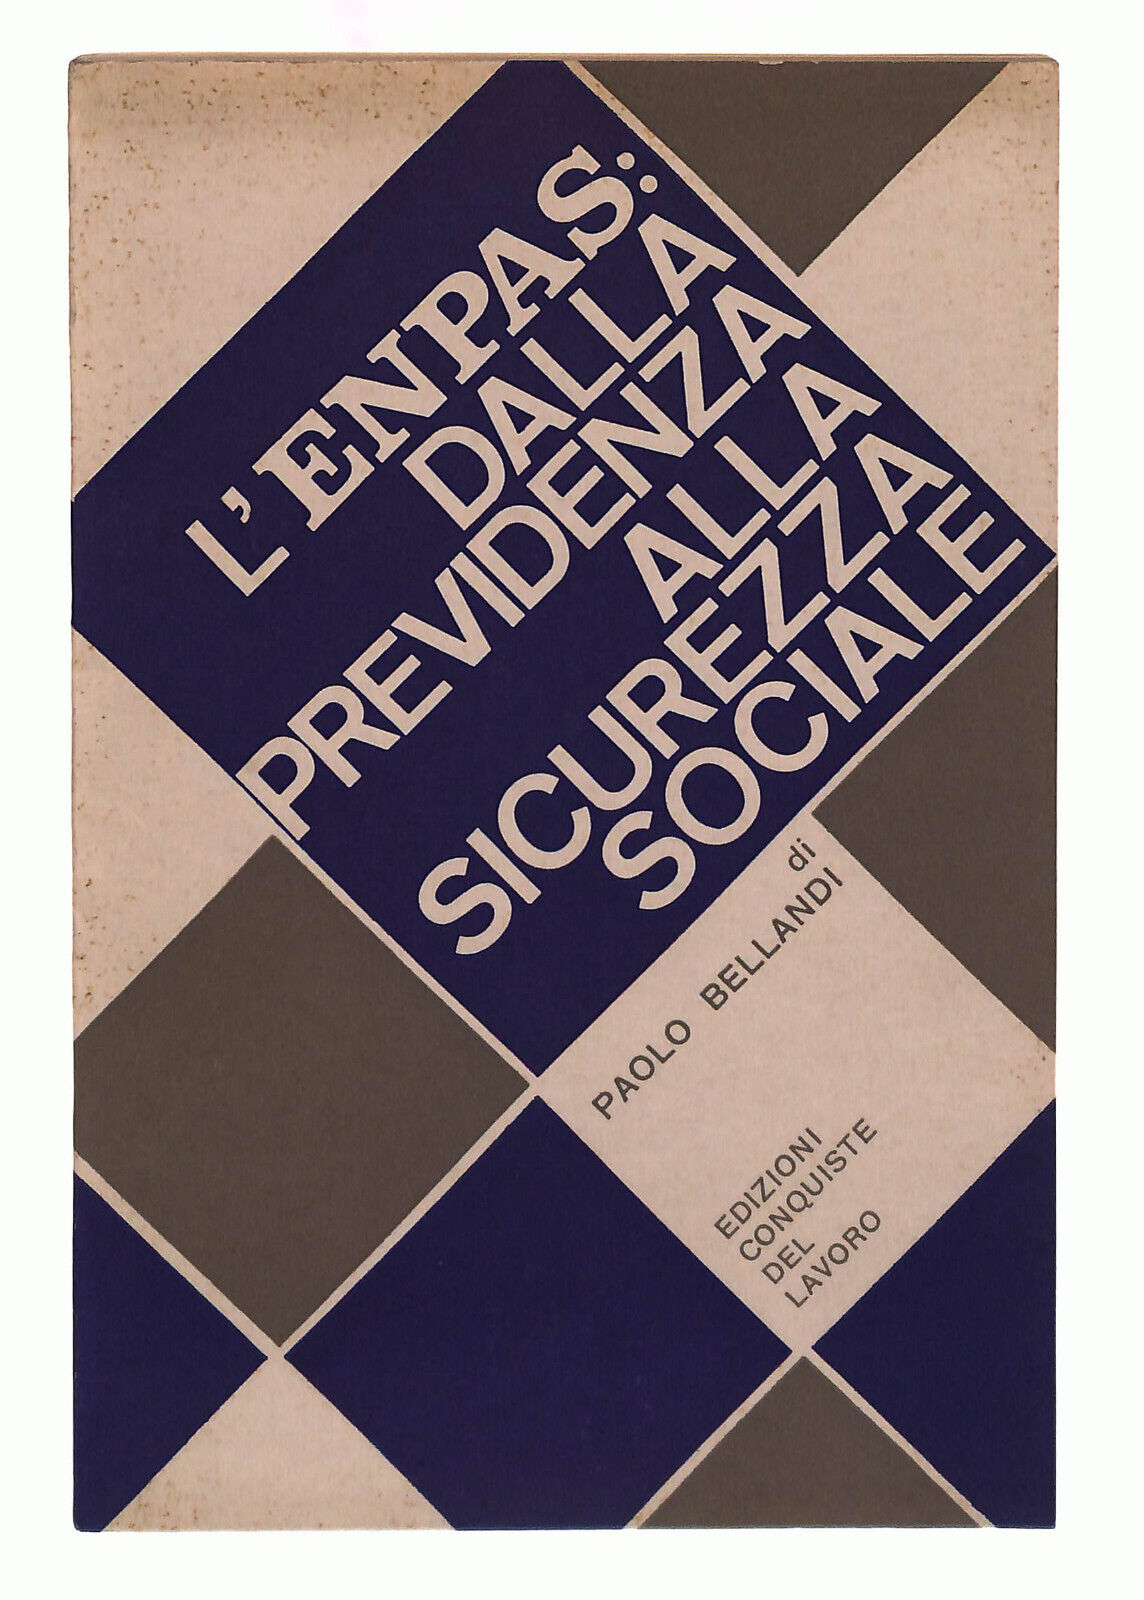 L'ENPAS:
DALLA
PREVIDENZA
ALLA
SICUREZZA
SOCIALE
di
PAOLO BELLANDI
EDIZIONI
CONQUISTE
DEL
LAVORO